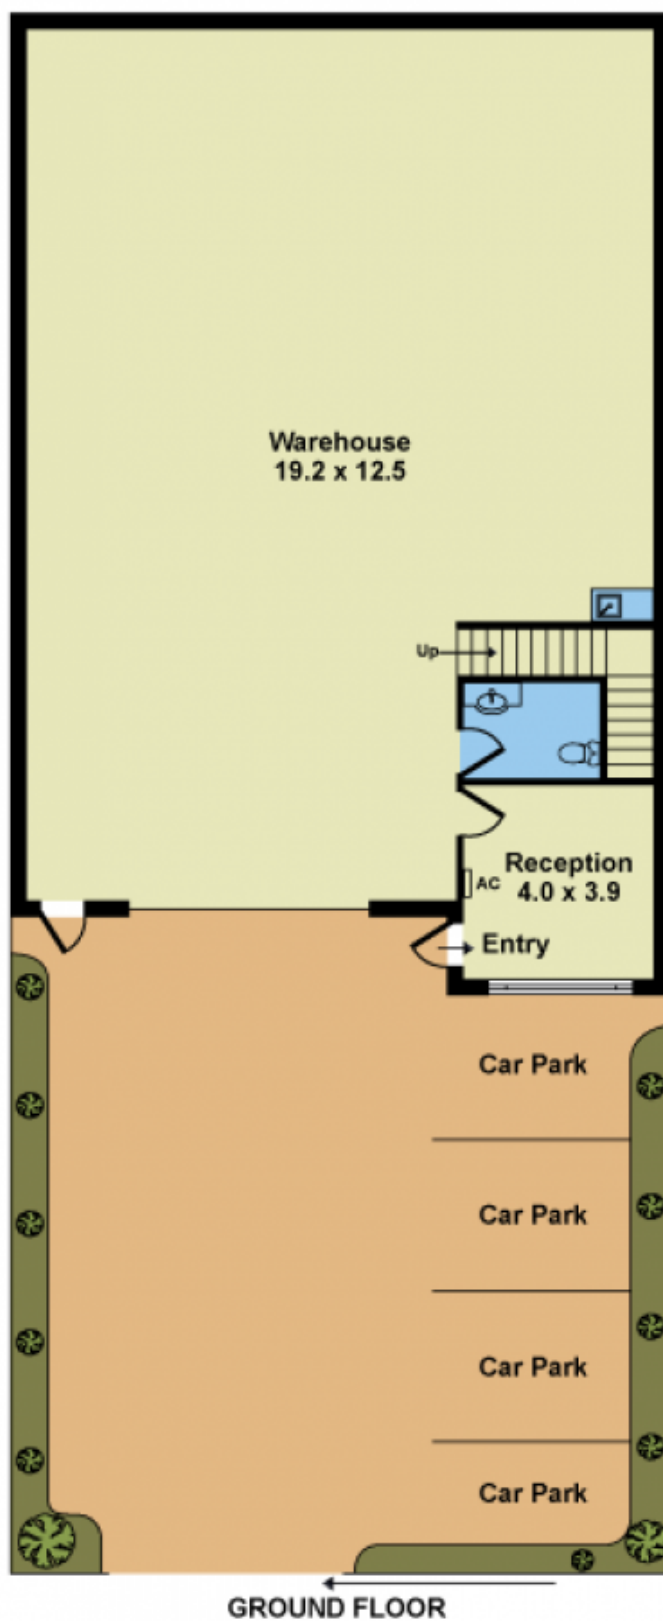 Warehouse
19.2 x 12.5
Up
Reception
4.0 x 3.9
AC
Entry
Car Park
Car Park
Car Park
Car Park
GROUND FLOOR